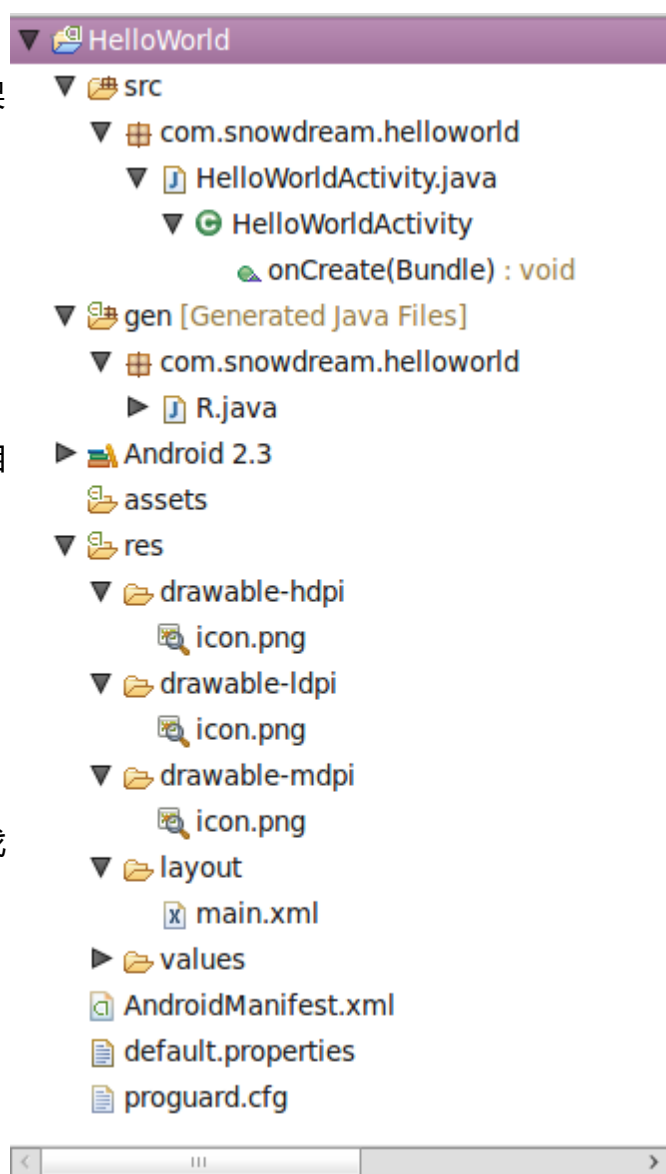 HelloWorld
src
com.snowdream.helloworld
HelloWorldActivity.java
HelloWorldActivity
onCreate(Bundle) : void
gen [Generated Java Files]
com.snowdream.helloworld
R.java
Android 2.3
assets
res
drawable-hdpi
icon.png
drawable-ldpi
icon.png
drawable-mdpi
icon.png
layout
main.xml
values
AndroidManifest.xml
default.properties
proguard.cfg